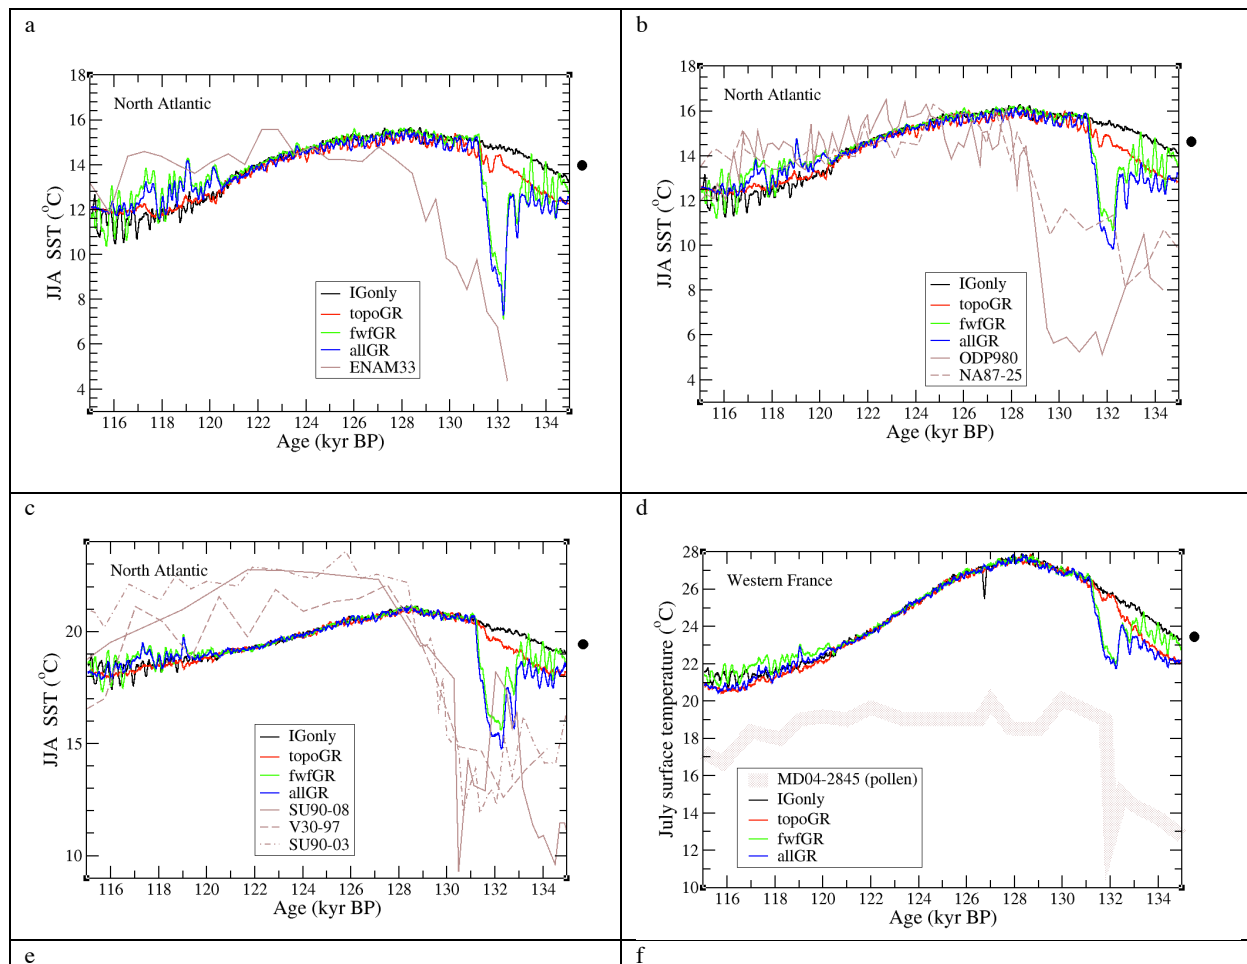 a
18
16
14
12
10
8
6
4
JJA SST (°C)
North Atlantic
IGonly
topoGR
fwfGR
allGR
ENAM33
116 118 120 122 124 126 128 130 132 134
Age (kyr BP)
b
18
16
14
12
10
8
6
4
JJA SST (°C)
North Atlantic
IGonly
topoGR
fwfGR
allGR
ODP980
NA87-25
116 118 120 122 124 126 128 130 132 134
Age (kyr BP)
c
20
15
10
JJA SST (°C)
North Atlantic
IGonly
topoGR
fwfGR
allGR
SU90-08
V30-97
SU90-03
116 118 120 122 124 126 128 130 132 134
Age (kyr BP)
d
28
26
24
22
20
18
16
14
12
10
July surface temperature (°C)
Western France
MD04-2845 (pollen)
IGonly
topoGR
fwfGR
allGR
116 118 120 122 124 126 128 130 132 134
Age (kyr BP)
e
f